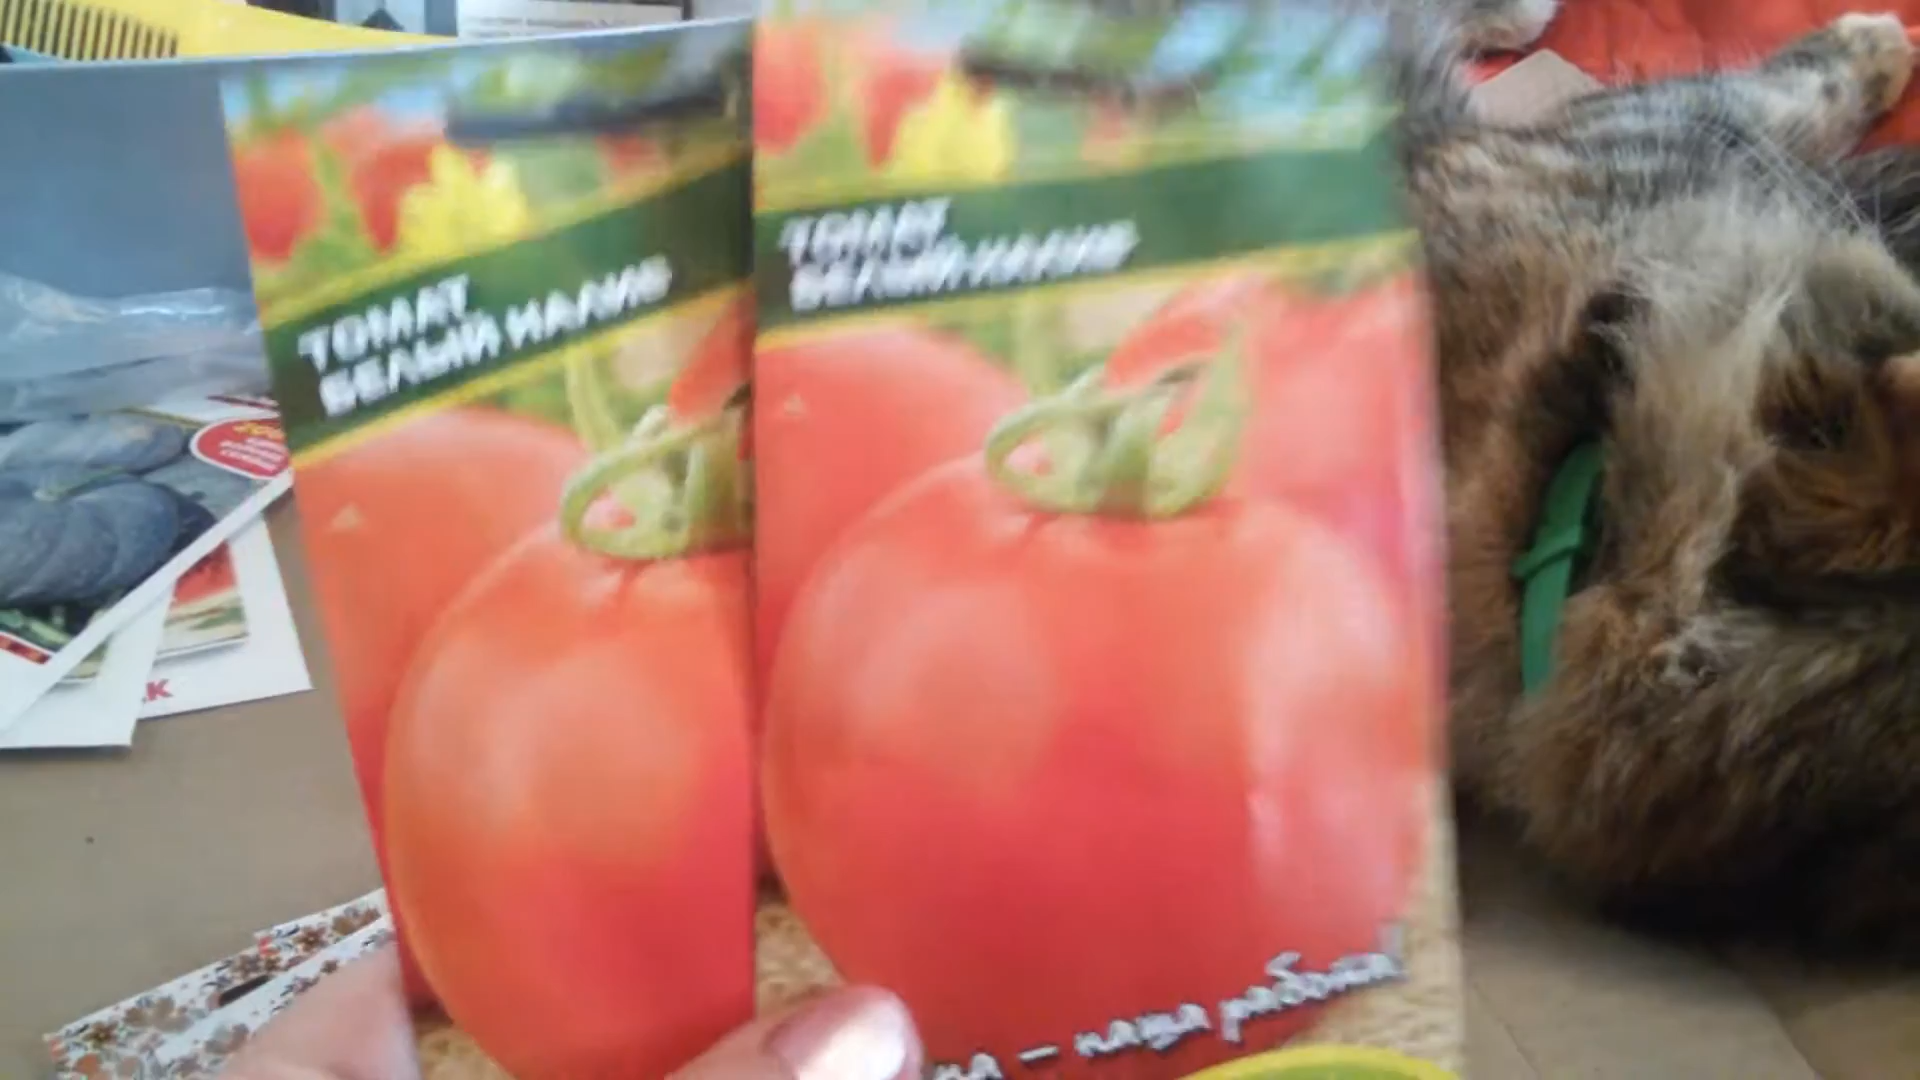 ТОМАТ
БЕЛЫЙ НАЛИВ
ТОМАТ
БЕЛЫЙ НАЛИВ
– наша работа!
К